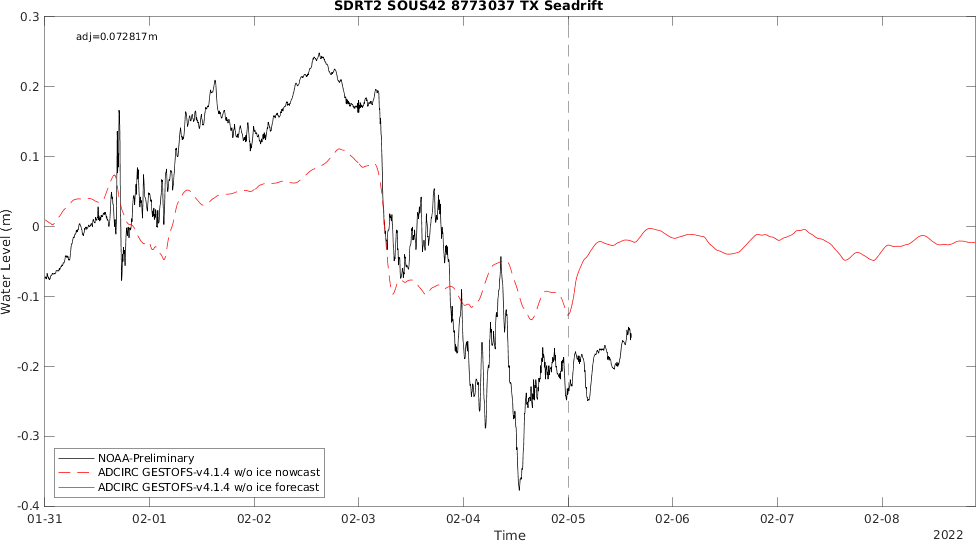 SDRT2 SOUS42 8773037 TX Seadrift
adj=0.072817m
0.3
0.2
0.1
0
-0.1
-0.2
-0.3
-0.4
Water Level (m)
NOAA-Preliminary
ADCIRC GESTOFS-v4.1.4 w/o ice nowcast
ADCIRC GESTOFS-v4.1.4 w/o ice forecast
01-31 02-01 02-02 02-03 02-04 02-05 02-06 02-07 02-08
Time
2022